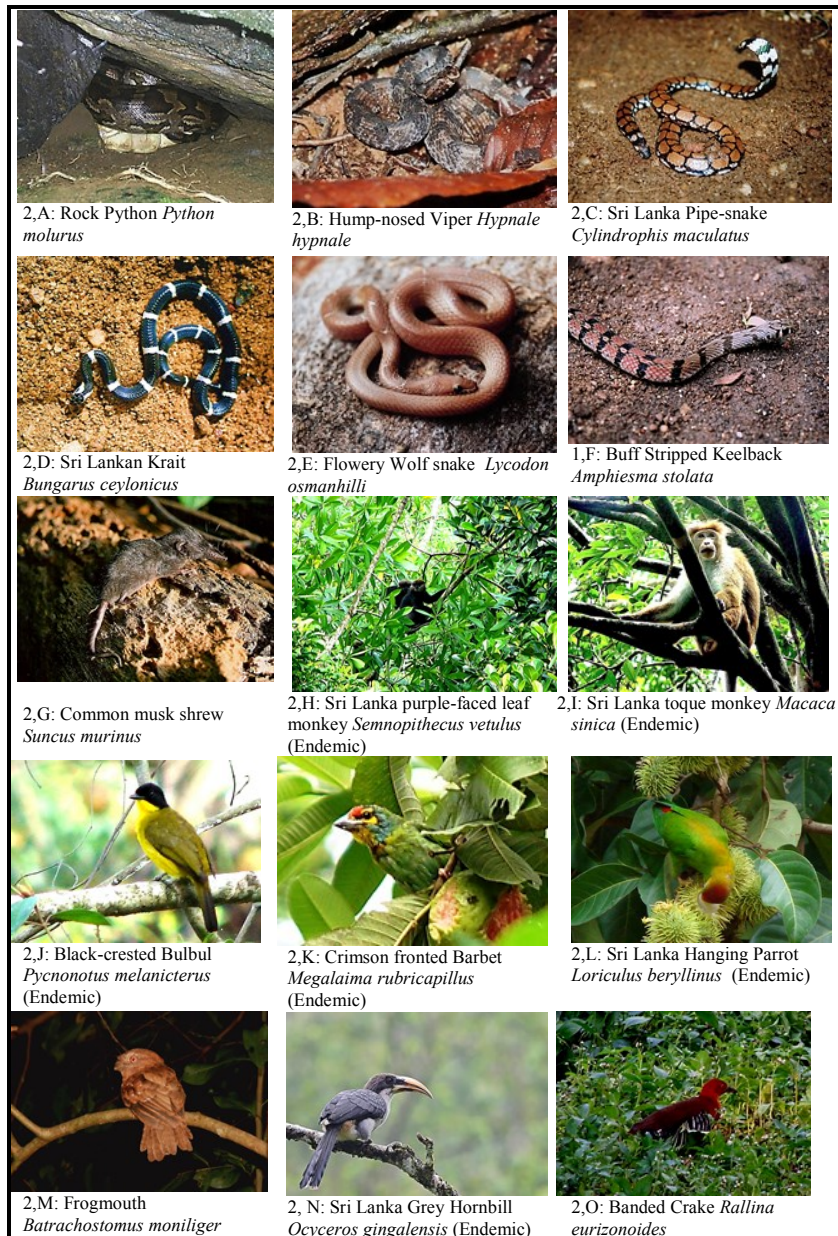 2,A: Rock Python Python
molurus
2,B: Hump-nosed Viper Hypnale
hypnale
2,C: Sri Lanka Pipe-snake
Cylindrophis maculatus
2,D: Sri Lankan Krait
Bungarus ceylonicus
2,E: Flowery Wolf snake Lycodon
osmanhilli
1,F: Buff Stripped Keelback
Amphiesma stolata
2,G: Common musk shrew
Suncus murinus
2,H: Sri Lanka purple-faced leaf
monkey Semnopithecus vetulus
(Endemic)
2,I: Sri Lanka toque monkey Macaca
sinica (Endemic)
2,J: Black-crested Bulbul
Pycnonotus melanicterus
(Endemic)
2,K: Crimson fronted Barbet
Megalaima rubricapillus
(Endemic)
2,L: Sri Lanka Hanging Parrot
Loriculus beryllinus (Endemic)
2,M: Frogmouth
Batrachostomus moniliger
2, N: Sri Lanka Grey Hornbill
Ocyceros gingalensis (Endemic)
2,O: Banded Crake Rallina
eurizonoides